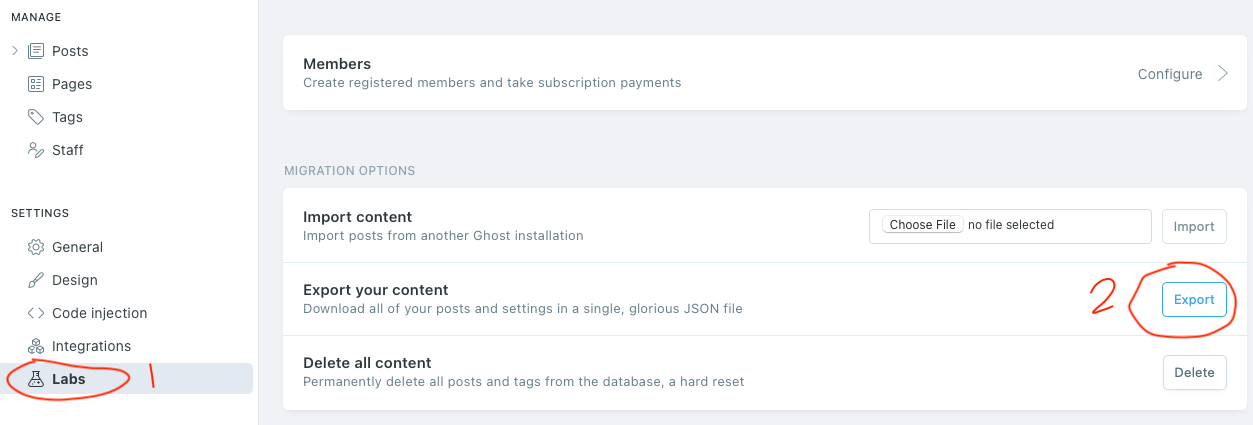 MANAGE
Posts
Pages
Tags
Staff
SETTINGS
General
Design
Code injection
Integrations
Labs
1
Members
Create registered members and take subscription payments
Configure
MIGRATION OPTIONS
Import content
Import posts from another Ghost installation
Choose File no file selected
Import
Export your content
Download all of your posts and settings in a single, glorious JSON file
2
Export
Delete all content
Permanently delete all posts and tags from the database, a hard reset
Delete